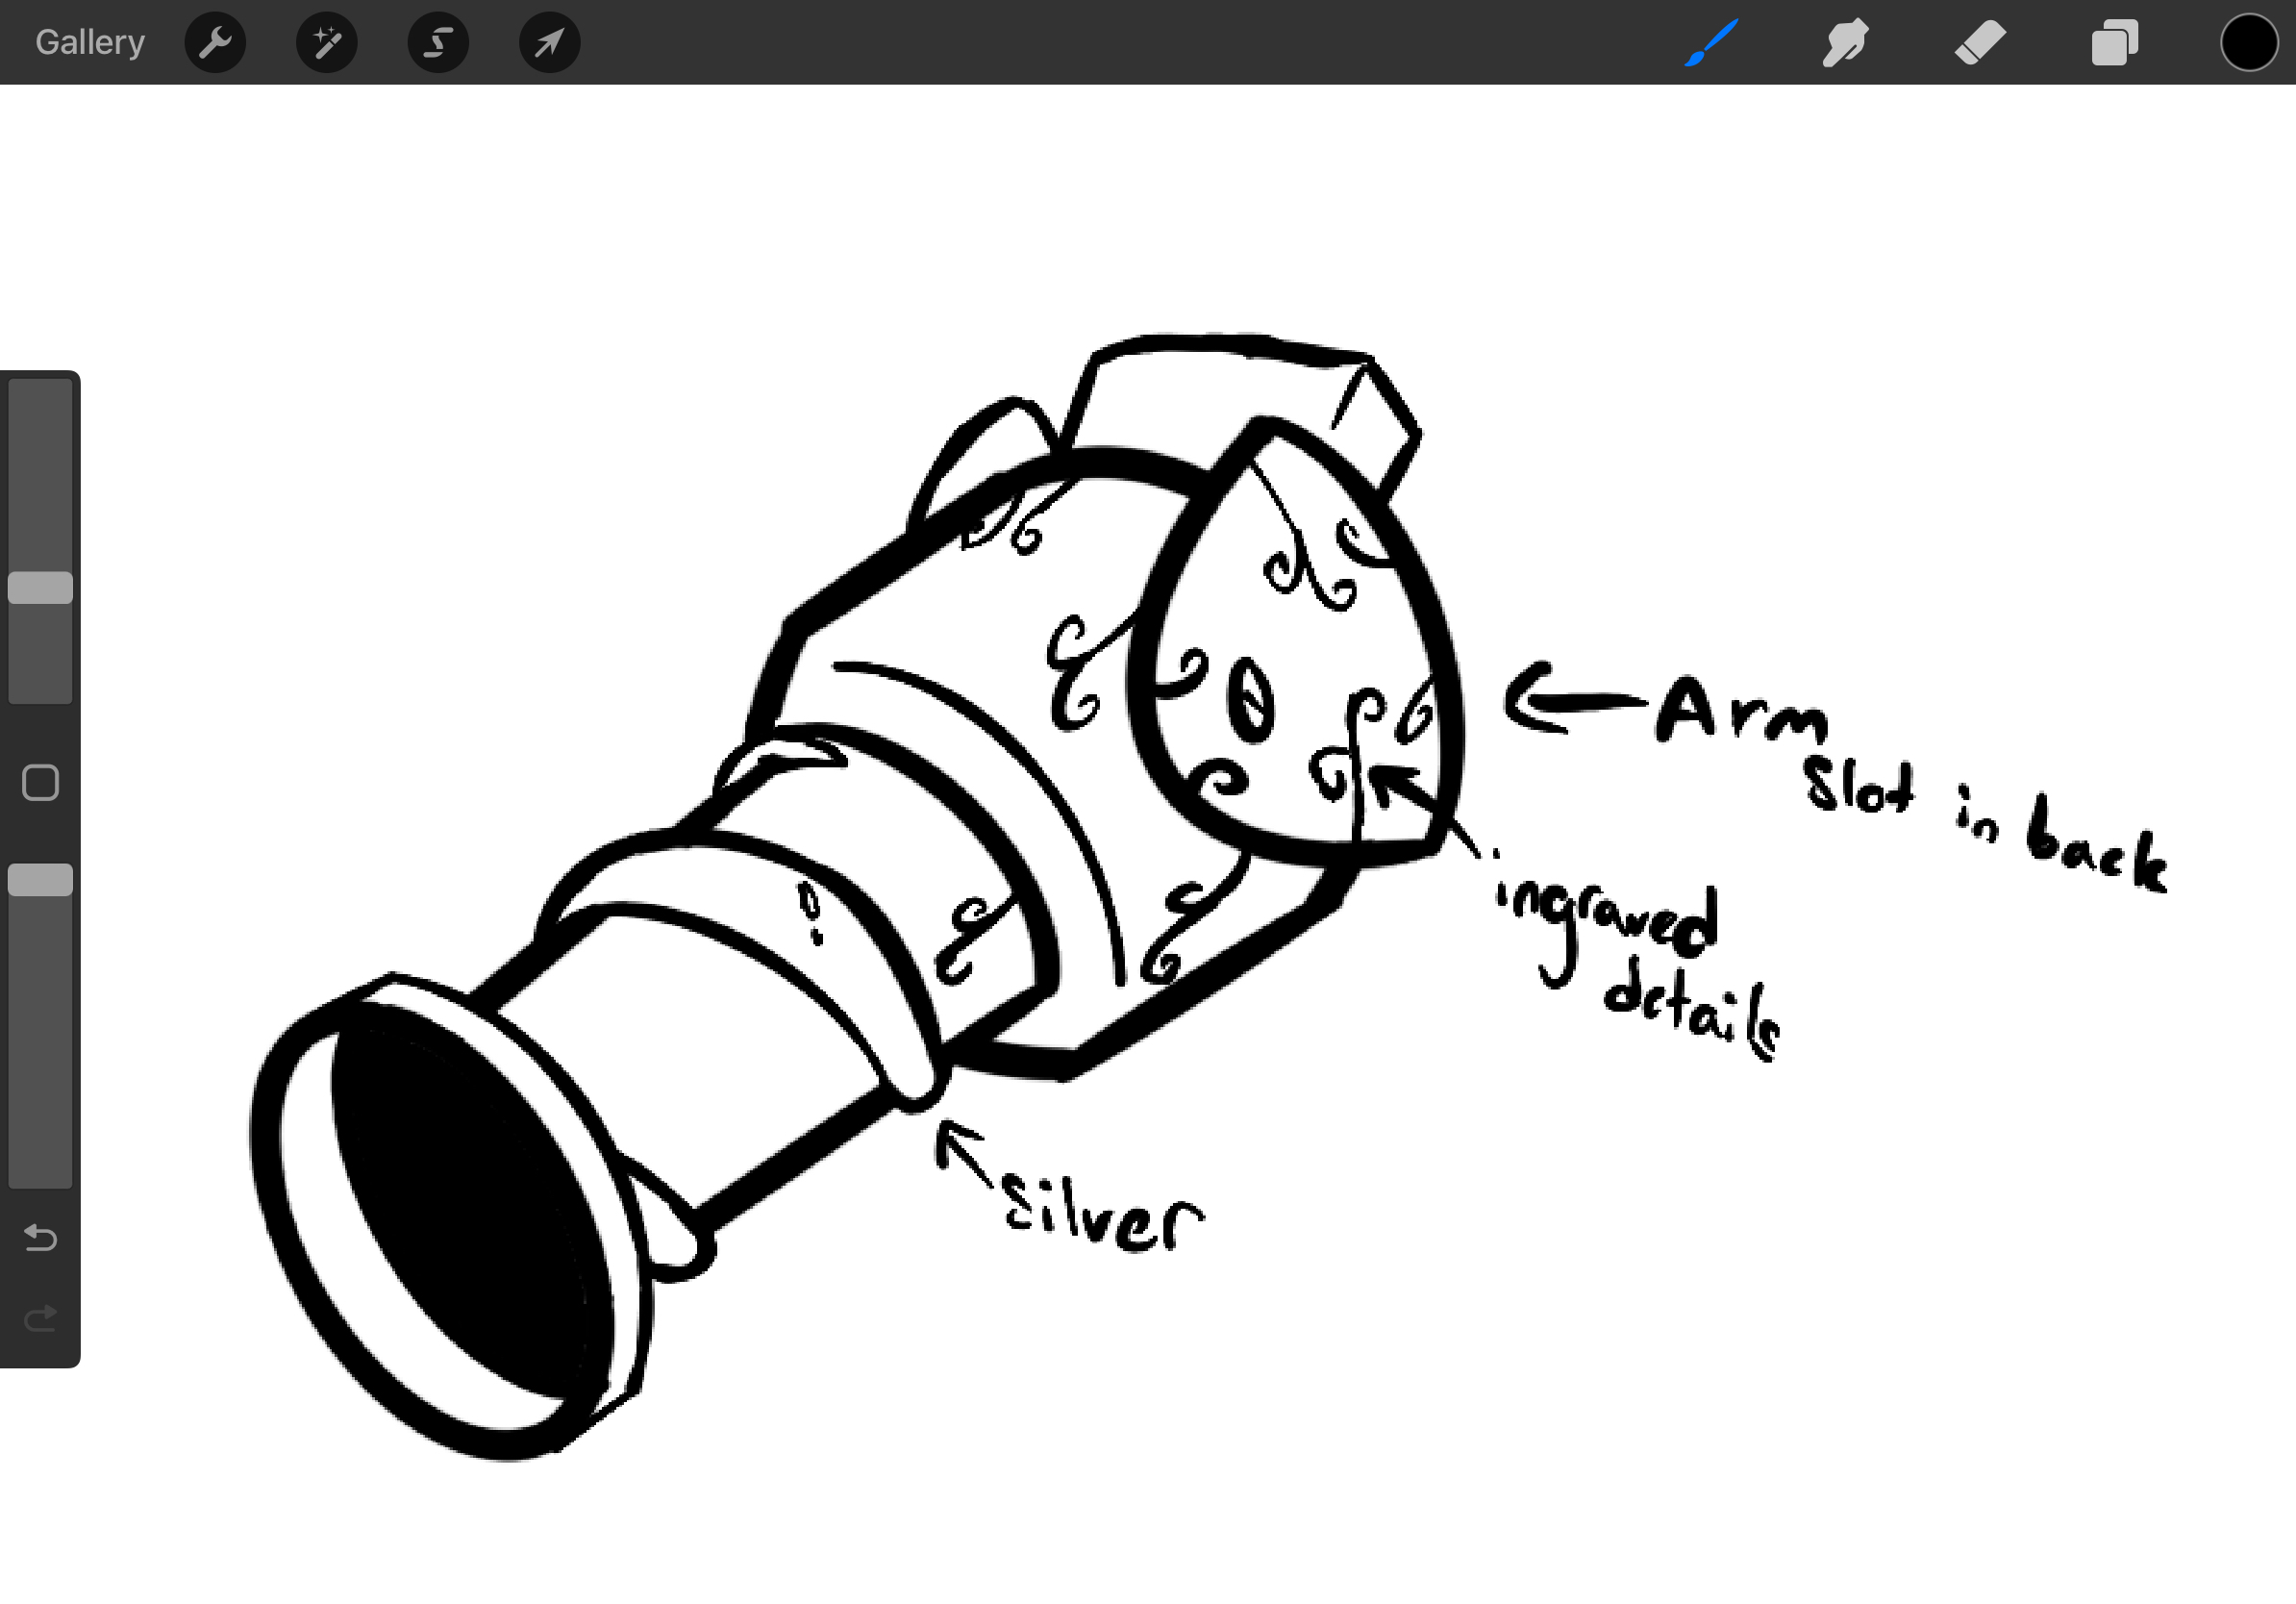 Gallery
Arm
slot in back
ingraved
details
silver